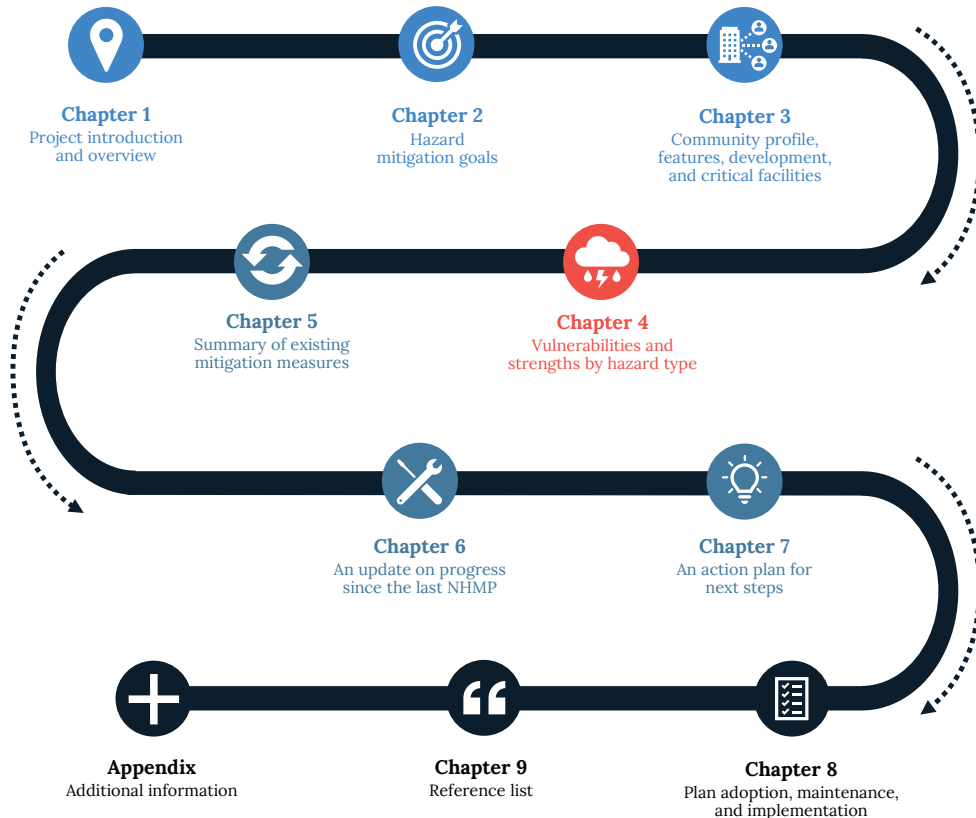 Chapter 1
Project introduction
and overview
Chapter 2
Hazard
mitigation goals
Chapter 3
Community profile,
features, development,
and critical facilities
Chapter 4
Vulnerabilities and
strengths by hazard type
Chapter 5
Summary of existing
mitigation measures
Chapter 6
An update on progress
since the last NHMP
Chapter 7
An action plan for
next steps
Chapter 8
Plan adoption, maintenance,
and implementation
Chapter 9
Reference list
Appendix
Additional information